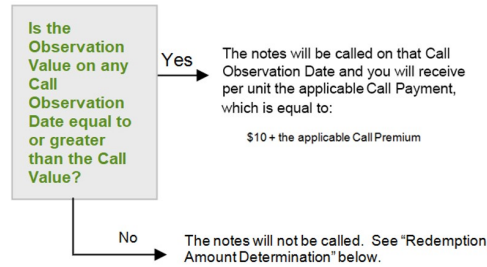 Is the
Observation
Value on any
Call
Observation
Date equal to
or greater
than the Call
Value?
Yes
The notes will be called on that Call
Observation Date and you will receive
per unit the applicable Call Payment,
which is equal to:
$10 + the applicable Call Premium
No
The notes will not be called. See “Redemption
Amount Determination” below.